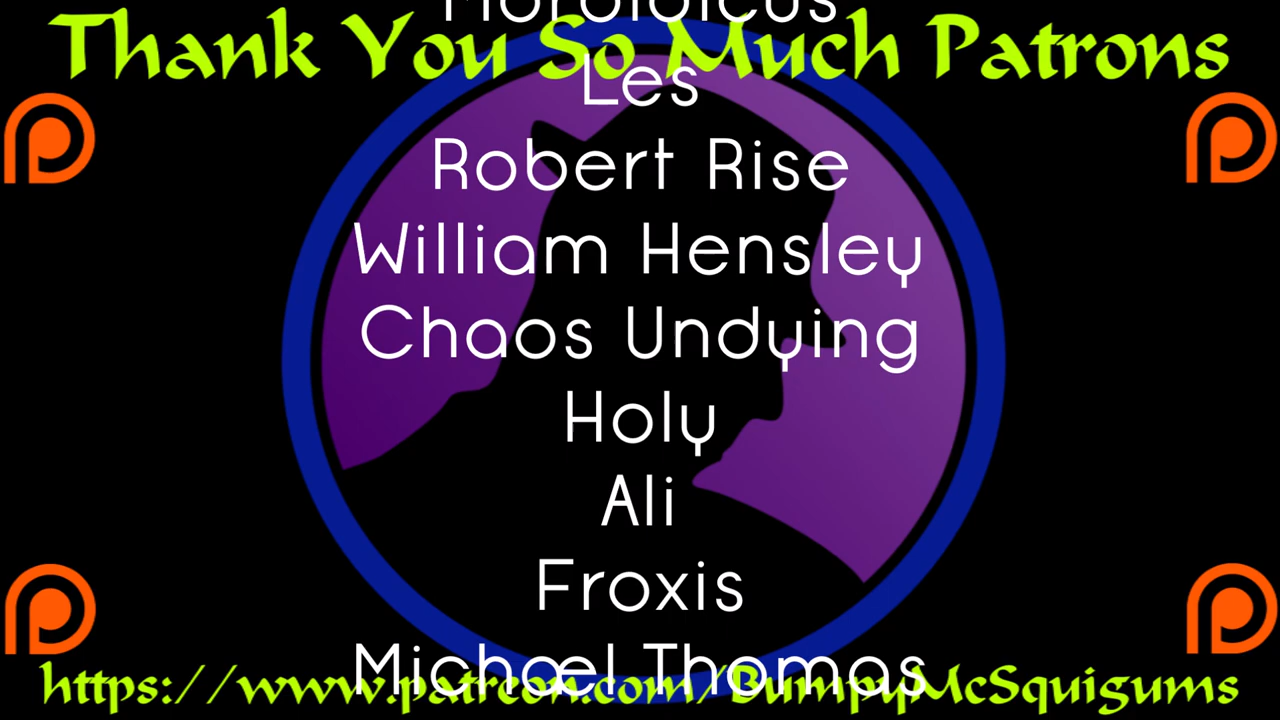 Thank You So Much Patrons
Les
Robert Rise
William Hensley
Chaos Undying
Holy
Ali
Froxis
Michael Thomas
https://www.patreon.com/BumpyMcSquigums